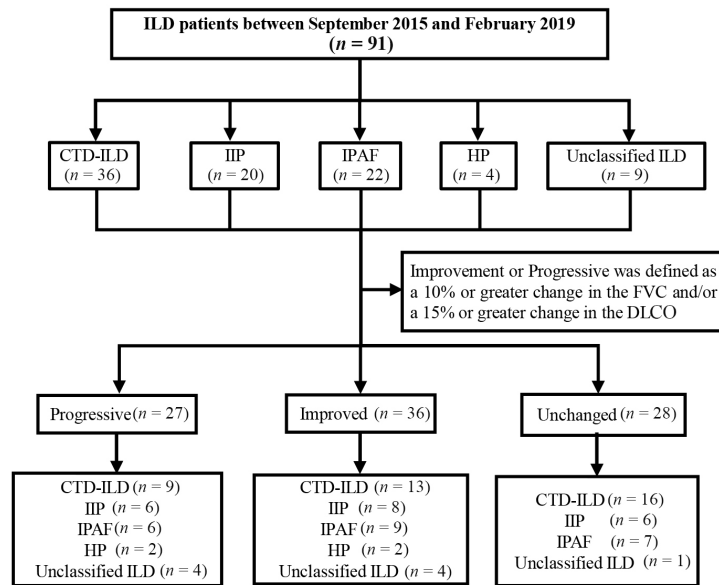 ILD patients between September 2015 and February 2019
(n = 91)
CTD-ILD
(n = 36)
IIP
(n = 20)
IPAF
(n = 22)
HP
(n = 4)
Unclassified ILD
(n = 9)
Improvement or Progressive was defined as
a 10% or greater change in the FVC and/or
a 15% or greater change in the DLCO
Progressive (n = 27)
Improved (n = 36)
Unchanged (n = 28)
CTD-ILD (n = 9)
IIP (n = 6)
IPAF (n = 6)
HP (n = 2)
Unclassified ILD (n = 4)
CTD-ILD (n = 13)
IIP (n = 8)
IPAF (n = 9)
HP (n = 2)
Unclassified ILD (n = 4)
CTD-ILD (n = 16)
IIP (n = 6)
IPAF (n = 7)
Unclassified ILD (n = 1)